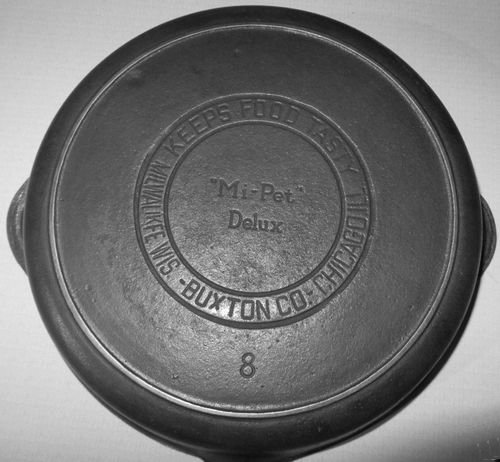 KEEPS FOOD TASTY
"Mi-Pet"
Delux
MILWAUKEE WIS -BUXTON CO- CHICAGO.ILL
8